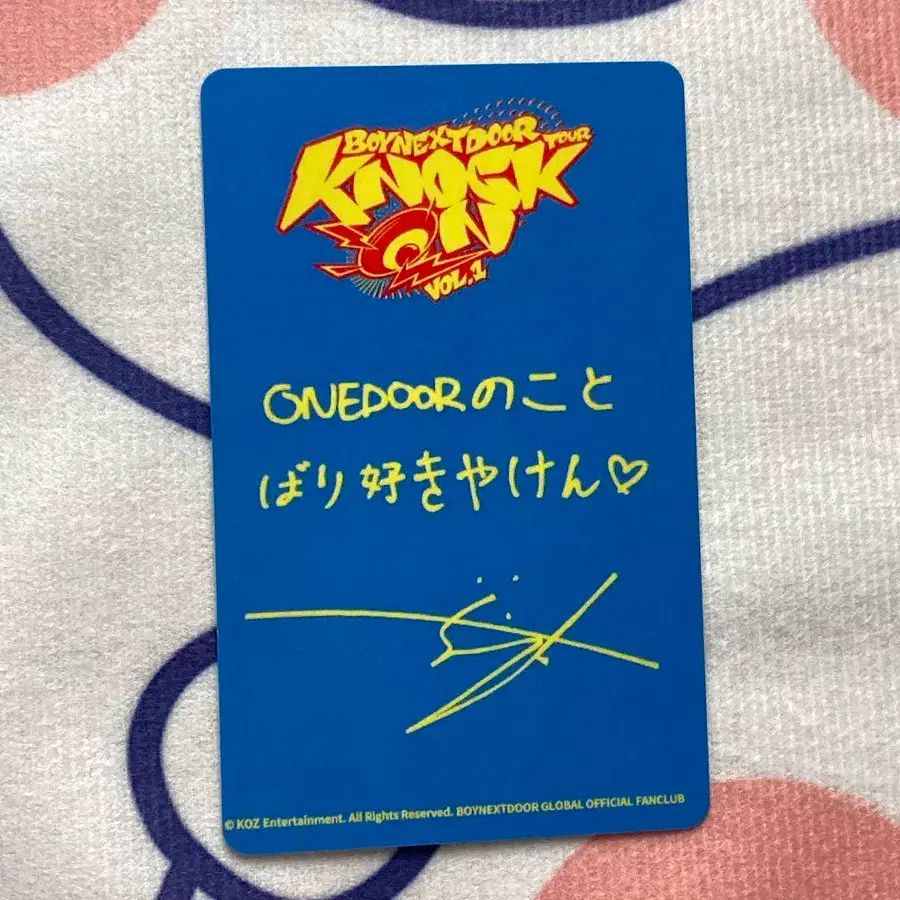 BOYNEXTDOOR TOUR
KNOCK
ON
VOL.1
ONEDOORのこと
ばり好きやけん♡
© KOZ Entertainment. All Rights Reserved. BOYNEXTDOOR GLOBAL OFFICIAL FANCLUB